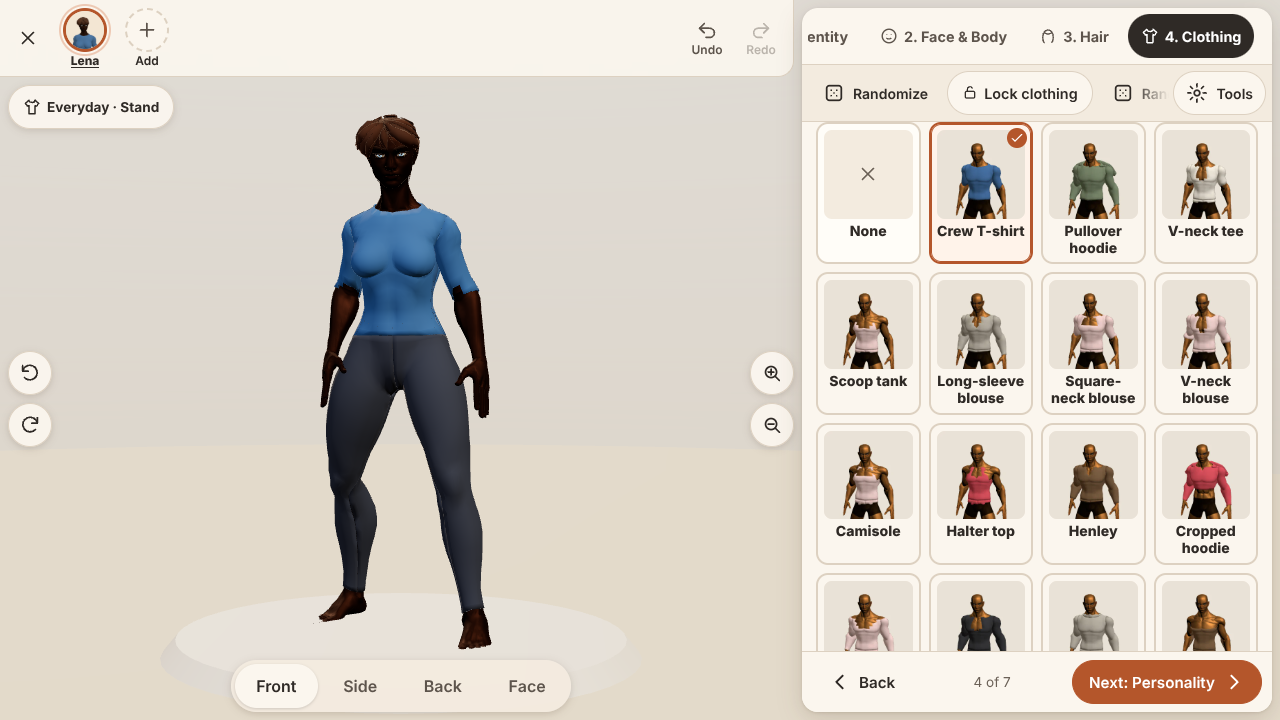 Lena
Add
Undo
Redo
Everyday · Stand
Front
Side
Back
Face
entity
2. Face & Body
3. Hair
4. Clothing
Randomize
Lock clothing
Ran
Tools
None
Crew T-shirt
Pullover
hoodie
V-neck tee
Scoop tank
Long-sleeve
blouse
Square-
neck blouse
V-neck
blouse
Camisole
Halter top
Henley
Cropped
hoodie
Back
4 of 7
Next: Personality